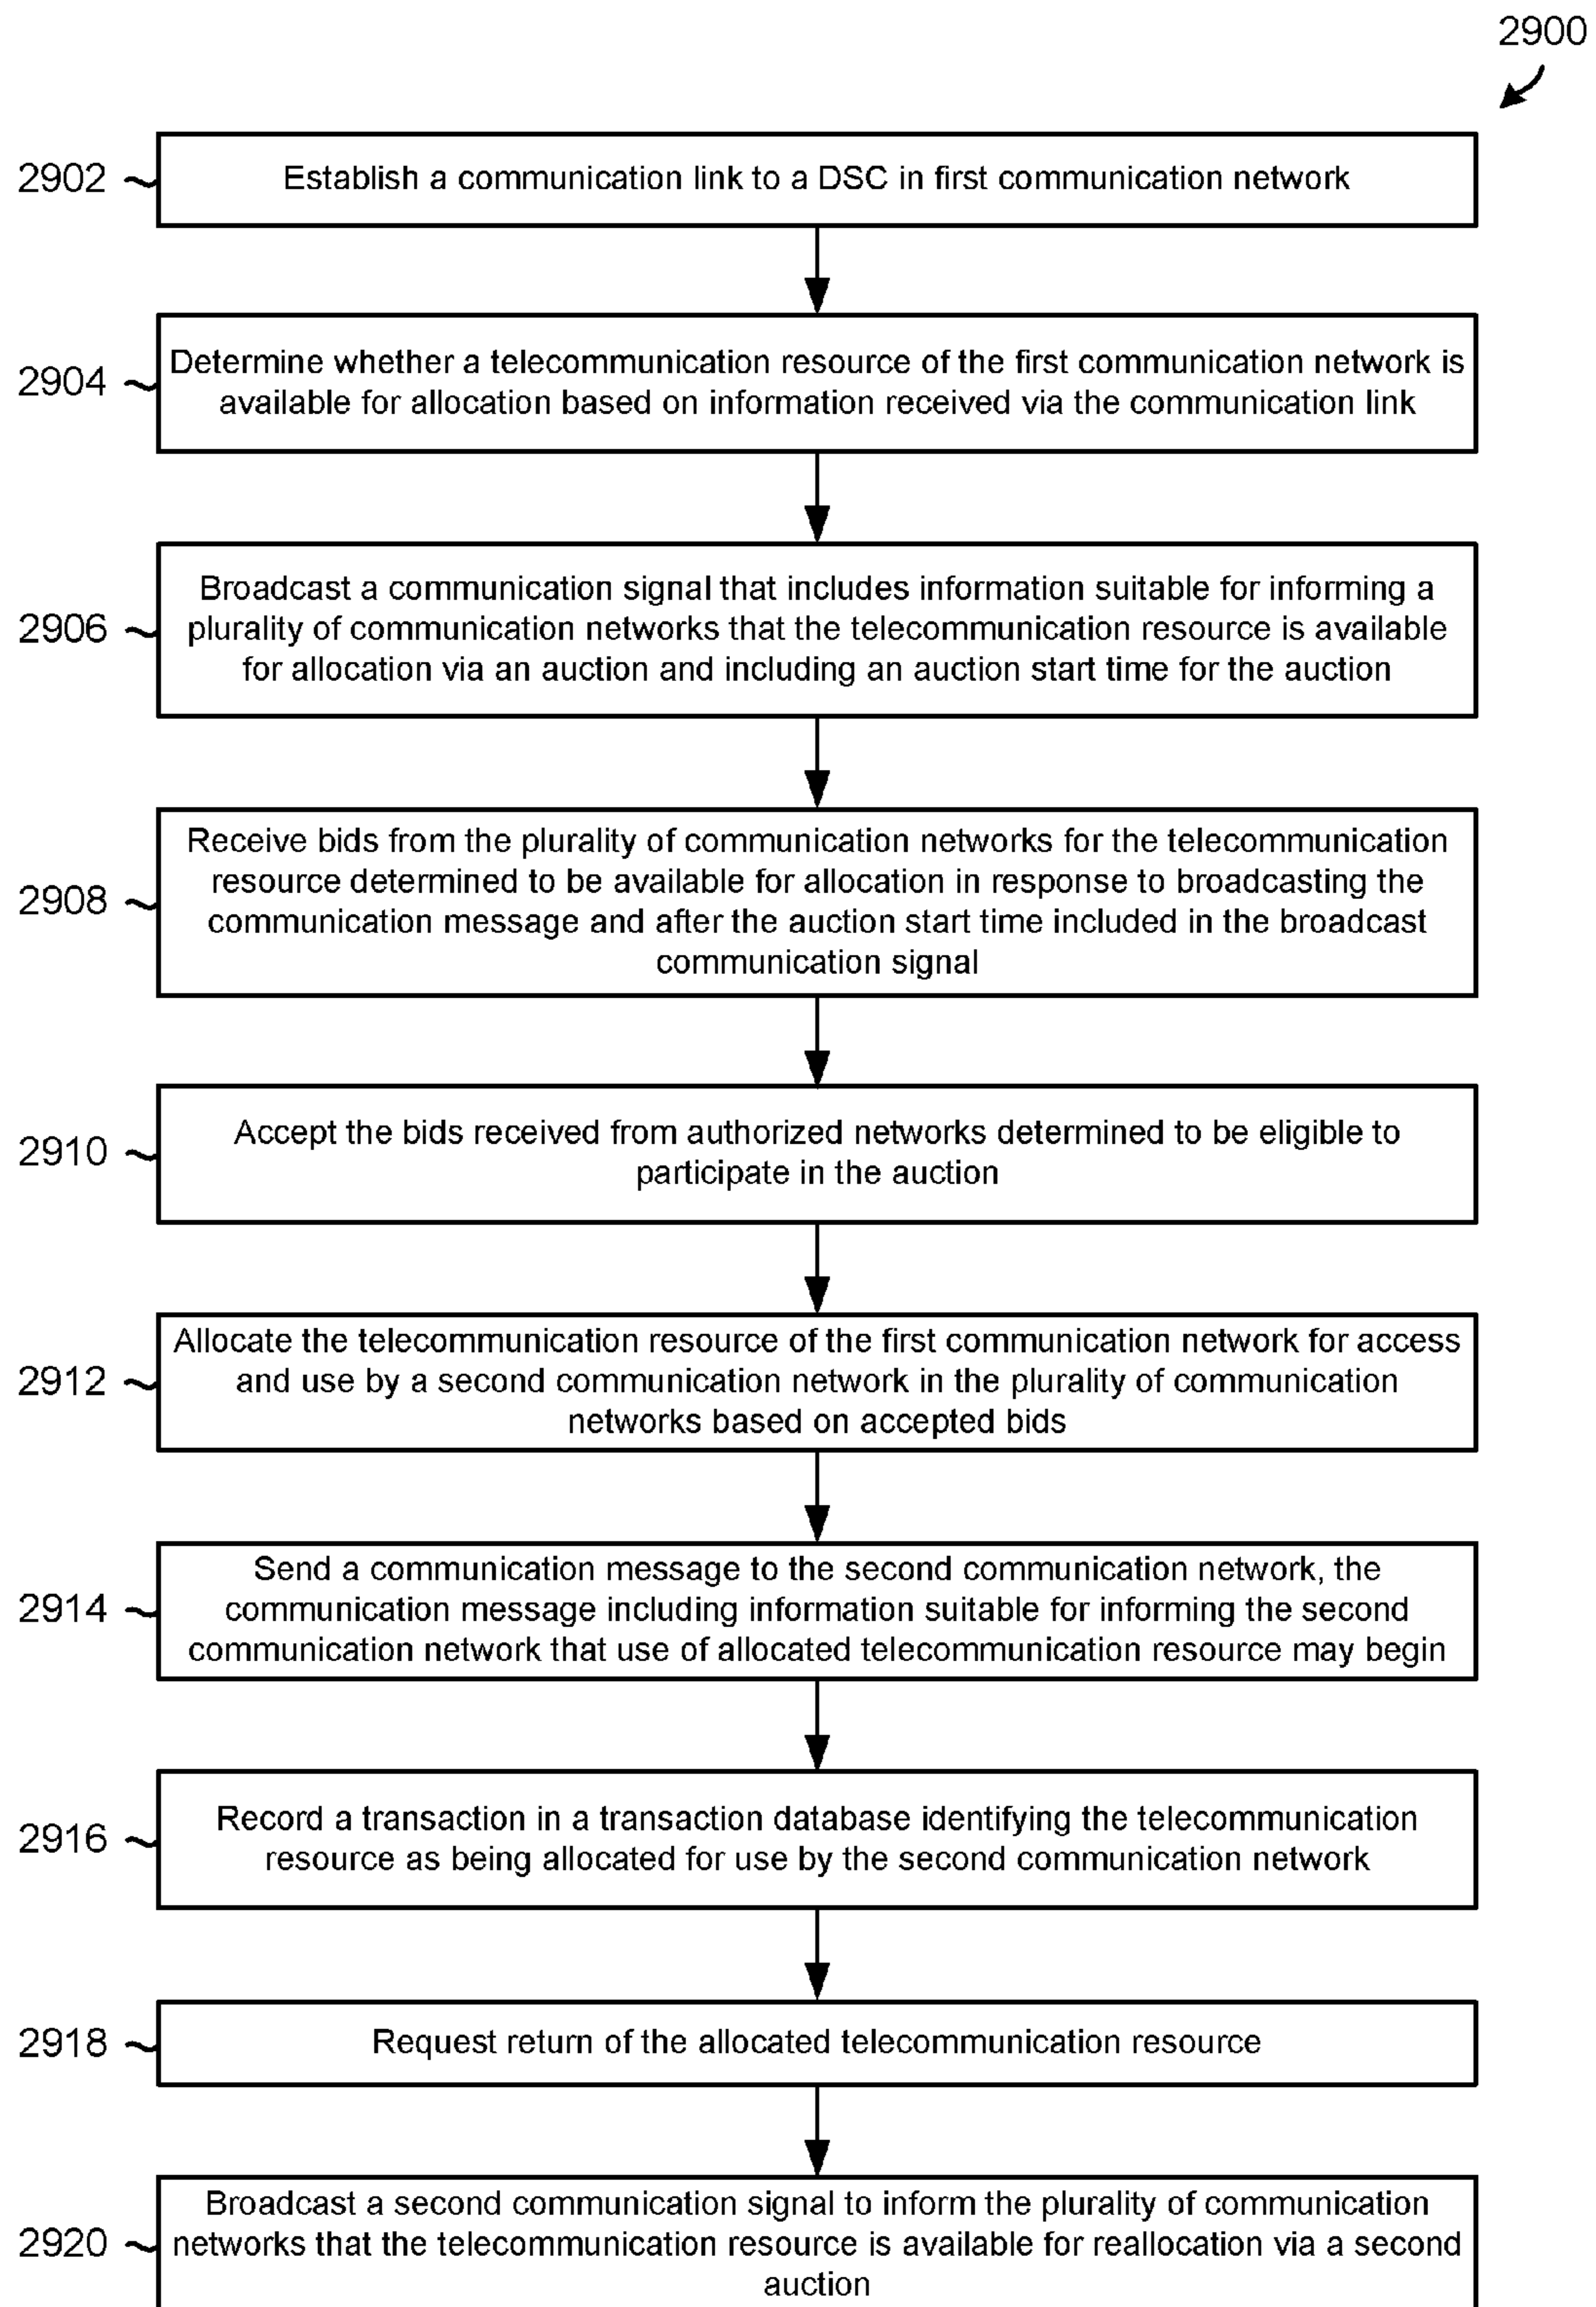 2900
2902
Establish a communication link to a DSC in first communication network
2904
Determine whether a telecommunication resource of the first communication network is
available for allocation based on information received via the communication link
2906
Broadcast a communication signal that includes information suitable for informing a
plurality of communication networks that the telecommunication resource is available
for allocation via an auction and including an auction start time for the auction
2908
Receive bids from the plurality of communication networks for the telecommunication
resource determined to be available for allocation in response to broadcasting the
communication message and after the auction start time included in the broadcast
communication signal
2910
Accept the bids received from authorized networks determined to be eligible to
participate in the auction
2912
Allocate the telecommunication resource of the first communication network for access
and use by a second communication network in the plurality of communication
networks based on accepted bids
2914
Send a communication message to the second communication network, the
communication message including information suitable for informing the second
communication network that use of allocated telecommunication resource may begin
2916
Record a transaction in a transaction database identifying the telecommunication
resource as being allocated for use by the second communication network
2918
Request return of the allocated telecommunication resource
2920
Broadcast a second communication signal to inform the plurality of communication
networks that the telecommunication resource is available for reallocation via a second
auction